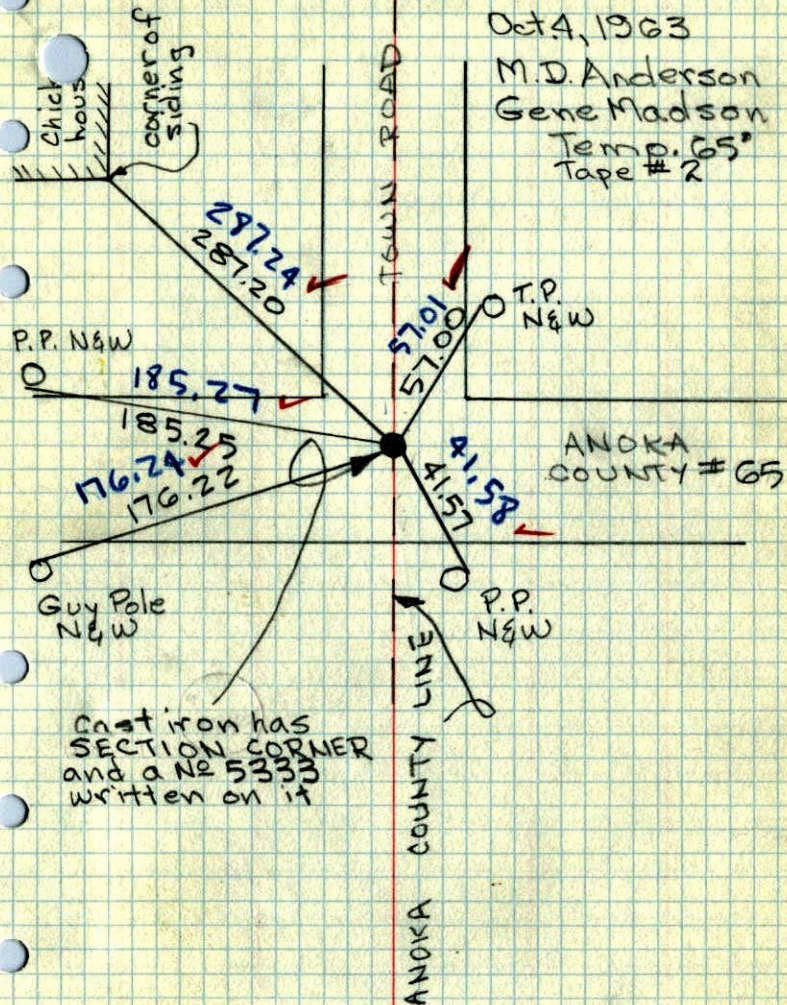 Oct. 4, 1963
M.D. Anderson
Gene Madson
Temp. 65°
Tape # 2
corner of
siding
TOWN ROAD
287.24
287.20
57.01
57.00
T.P.
N&W
P.P. N&W
185.27
185.25
176.24
176.22
41.58
41.57
ANOKA
COUNTY # 65
Guy Pole
N&W
P.P.
N&W
cast iron has
SECTION CORNER
and a No 5333
written on it
ANOKA COUNTY LINE